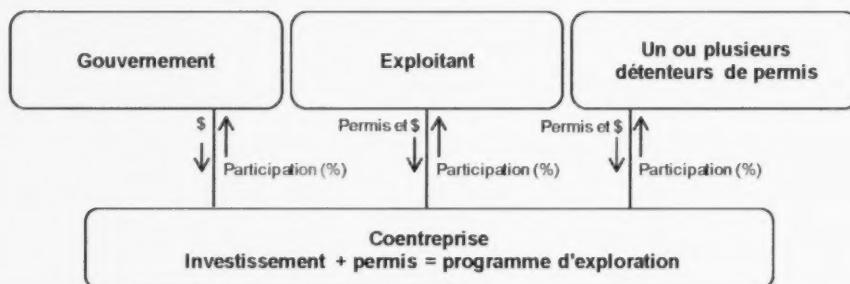 Gouvernement
Exploitant
Un ou plusieurs
détenteurs de permis
$
Participation (%)
Permis et $
Participation (%)
Permis et $
Participation (%)
Coentreprise
Investissement + permis = programme d'exploration